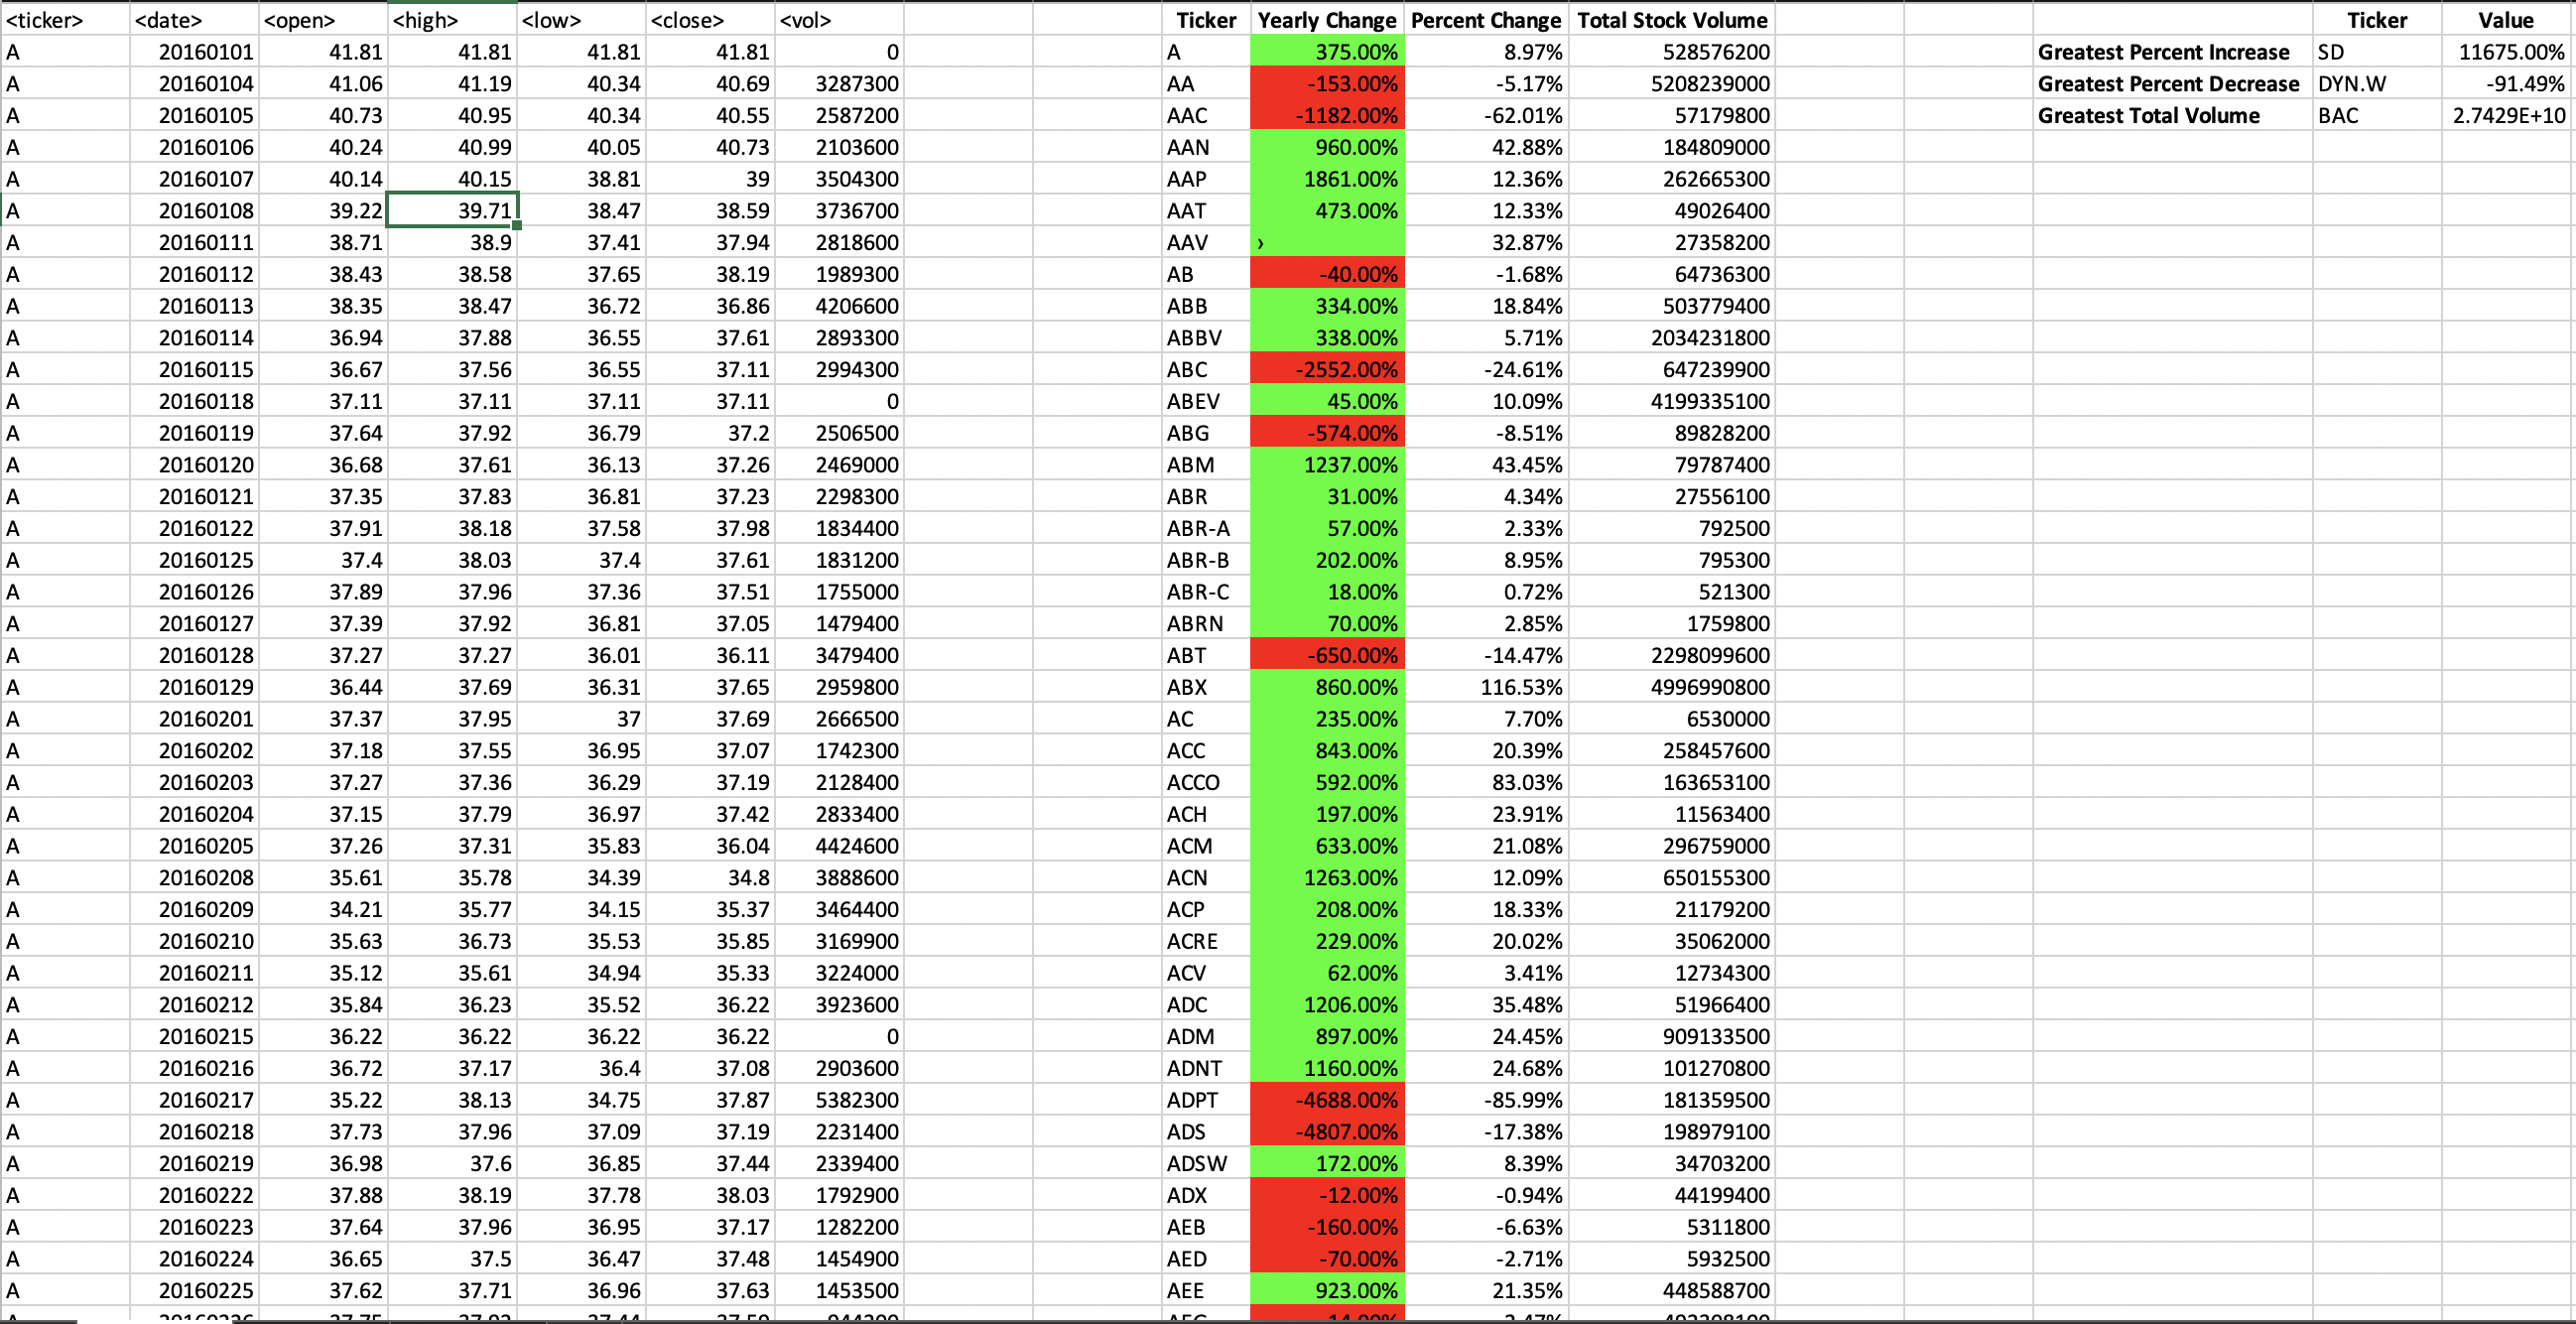 <ticker> <date> <open> <high> <low> <close> <vol> Ticker Yearly Change Percent Change Total Stock Volume Ticker Value
A 20160101 41.81 41.81 41.81 41.81 0 A 375.00% 8.97% 528576200 Greatest Percent Increase SD 11675.00%
A 20160104 41.06 41.19 40.34 40.69 3287300 AA -153.00% -5.17% 5208239000 Greatest Percent Decrease DYN.W -91.49%
A 20160105 40.73 40.95 40.34 40.55 2587200 AAC -1182.00% -62.01% 57179800 Greatest Total Volume BAC 2.7429E+10
A 20160106 40.24 40.99 40.05 40.73 2103600 AAN 960.00% 42.88% 184809000
A 20160107 40.14 40.15 38.81 39 3504300 AAP 1861.00% 12.36% 262665300
A 20160108 39.22 39.71 38.47 38.59 3736700 AAT 473.00% 12.33% 49026400
A 20160111 38.71 38.9 37.41 37.94 2818600 AAV › 32.87% 27358200
A 20160112 38.43 38.58 37.65 38.19 1989300 AB -40.00% -1.68% 64736300
A 20160113 38.35 38.47 36.72 36.86 4206600 ABB 334.00% 18.84% 503779400
A 20160114 36.94 37.88 36.55 37.61 2893300 ABBV 338.00% 5.71% 2034231800
A 20160115 36.67 37.56 36.55 37.11 2994300 ABC -2552.00% -24.61% 647239900
A 20160118 37.11 37.11 37.11 37.11 0 ABEV 45.00% 10.09% 4199335100
A 20160119 37.64 37.92 36.79 37.2 2506500 ABG -574.00% -8.51% 89828200
A 20160120 36.68 37.61 36.13 37.26 2469000 ABM 1237.00% 43.45% 79787400
A 20160121 37.35 37.83 36.81 37.23 2298300 ABR 31.00% 4.34% 27556100
A 20160122 37.91 38.18 37.58 37.98 1834400 ABR-A 57.00% 2.33% 792500
A 20160125 37.4 38.03 37.4 37.61 1831200 ABR-B 202.00% 8.95% 795300
A 20160126 37.89 37.96 37.36 37.51 1755000 ABR-C 18.00% 0.72% 521300
A 20160127 37.39 37.92 36.81 37.05 1479400 ABRN 70.00% 2.85% 1759800
A 20160128 37.27 37.27 36.01 36.11 3479400 ABT -650.00% -14.47% 2298099600
A 20160129 36.44 37.69 36.31 37.65 2959800 ABX 860.00% 116.53% 4996990800
A 20160201 37.37 37.95 37 37.69 2666500 AC 235.00% 7.70% 6530000
A 20160202 37.18 37.55 36.95 37.07 1742300 ACC 843.00% 20.39% 258457600
A 20160203 37.27 37.36 36.29 37.19 2128400 ACCO 592.00% 83.03% 163653100
A 20160204 37.15 37.79 36.97 37.42 2833400 ACH 197.00% 23.91% 11563400
A 20160205 37.26 37.31 35.83 36.04 4424600 ACM 633.00% 21.08% 296759000
A 20160208 35.61 35.78 34.39 34.8 3888600 ACN 1263.00% 12.09% 650155300
A 20160209 34.21 35.77 34.15 35.37 3464400 ACP 208.00% 18.33% 21179200
A 20160210 35.63 36.73 35.53 35.85 3169900 ACRE 229.00% 20.02% 35062000
A 20160211 35.12 35.61 34.94 35.33 3224000 ACV 62.00% 3.41% 12734300
A 20160212 35.84 36.23 35.52 36.22 3923600 ADC 1206.00% 35.48% 51966400
A 20160215 36.22 36.22 36.22 36.22 0 ADM 897.00% 24.45% 909133500
A 20160216 36.72 37.17 36.4 37.08 2903600 ADNT 1160.00% 24.68% 101270800
A 20160217 35.22 38.13 34.75 37.87 5382300 ADPT -4688.00% -85.99% 181359500
A 20160218 37.73 37.96 37.09 37.19 2231400 ADS -4807.00% -17.38% 198979100
A 20160219 36.98 37.6 36.85 37.44 2339400 ADSW 172.00% 8.39% 34703200
A 20160222 37.88 38.19 37.78 38.03 1792900 ADX -12.00% -0.94% 44199400
A 20160223 37.64 37.96 36.95 37.17 1282200 AEB -160.00% -6.63% 5311800
A 20160224 36.65 37.5 36.47 37.48 1454900 AED -70.00% -2.71% 5932500
A 20160225 37.62 37.71 36.96 37.63 1453500 AEE 923.00% 21.35% 448588700